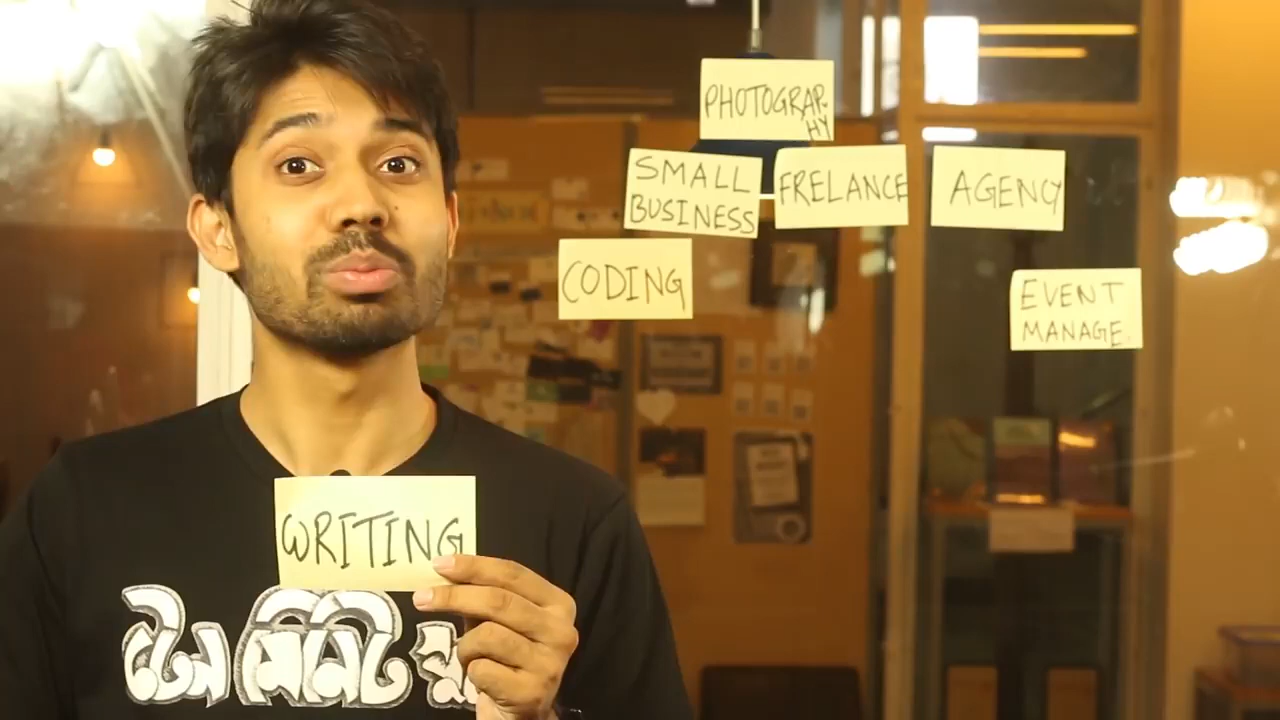 PHOTOGRAP-
HY
SMALL
BUSINESS
FRELANCE
AGENCY
CODING
EVENT
MANAGE.
WRITING